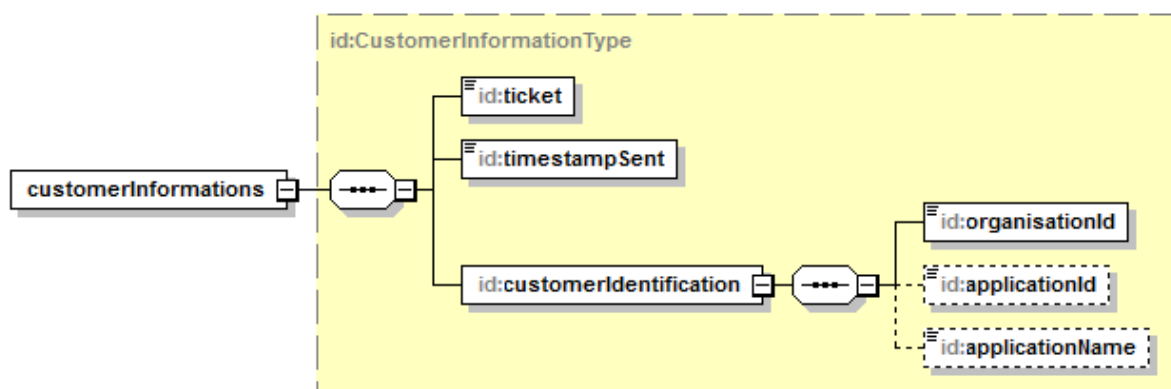 id:CustomerInformationType
id:ticket
id:timestampSent
customerInformations
id:organisationId
id:customerIdentification
id:applicationId
id:applicationName